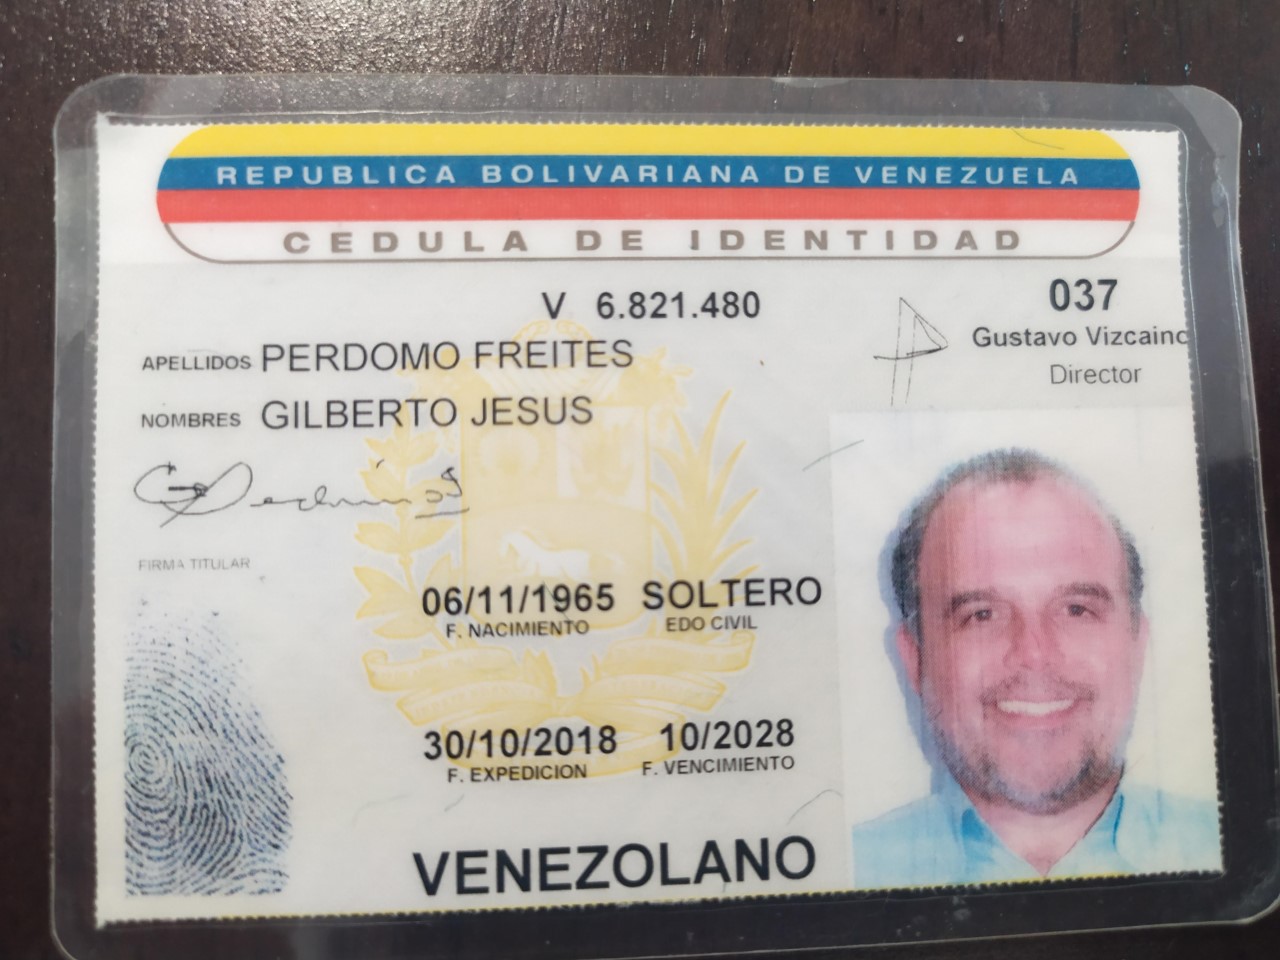 REPUBLICA BOLIVARIANA DE VENEZUELA
CEDULA DE IDENTIDAD
V 6.821.480
037
Gustavo Vizcaino
Director
APELLIDOS PERDOMO FREITES
NOMBRES GILBERTO JESUS
FIRMA TITULAR
06/11/1965 SOLTERO
F. NACIMIENTO EDO CIVIL
30/10/2018 10/2028
F. EXPEDICION F. VENCIMIENTO
VENEZOLANO